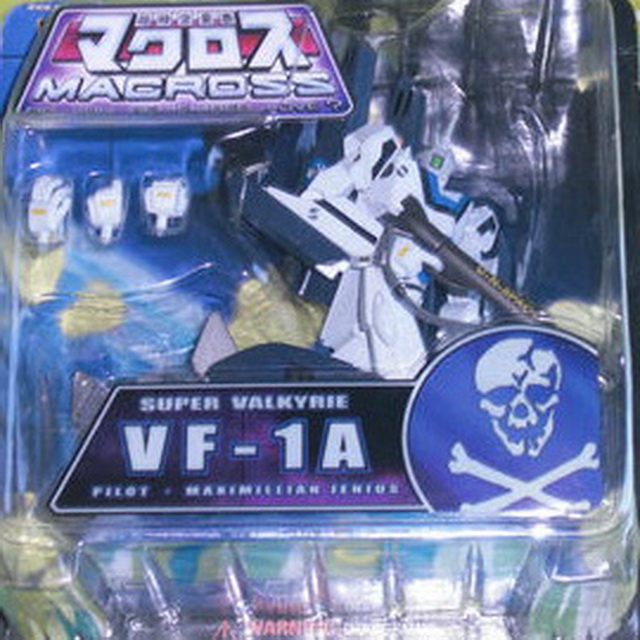 マクロス
MACROSS
SUPER VALKYRIE
VF-1A
PILOT MAXIMILLIAN JENIUS
WARNING